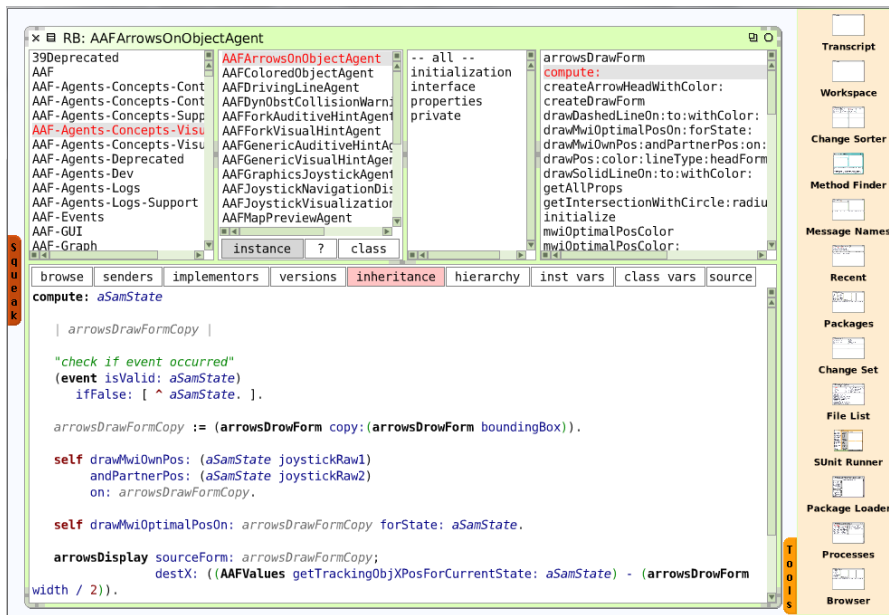 RB: AAFArrowsOnObjectAgent
39Deprecated
AAF
AAF-Agents-Concepts-Cont
AAF-Agents-Concepts-Cont
AAF-Agents-Concepts-Supp
AAF-Agents-Concepts-Visu
AAF-Agents-Concepts-Visu
AAF-Agents-Deprecated
AAF-Agents-Dev
AAF-Agents-Logs
AAF-Agents-Logs-Support
AAF-Events
AAF-GUI
AAF-Graph
AAFArrowsOnObjectAgent
AAFColoredObjectAgent
AAFDrivingLineAgent
AAFDynObstCollisionWarni
AAFForkAuditiveHintAgent
AAFForkVisualHintAgent
AAFGenericAuditiveHintAg
AAFGenericVisualHintAgen
AAFGraphicsJoystickAgent
AAFJoystickNavigationDis
AAFJoystickVisualization
AAFMapPreviewAgent
instance ? class
-- all --
initialization
interface
properties
private
arrowsDrawForm
compute:
createArrowHeadWithColor:
createDrawForm
drawDashedLineOn:to:withColor:
drawMwiOptimalPosOn:forState:
drawMwiOwnPos:andPartnerPos:on:
drawPos:color:lineType:headForm
drawSolidLineOn:to:withColor:
getAllProps
getIntersectionWithCircle:radiu
initialize
mwiOptimalPosColor
mwiOptimalPosColor:
browse senders implementors versions inheritance hierarchy inst vars class vars source
compute: aSamState
| arrowsDrawFormCopy |
"check if event occurred"
(event isValid: aSamState)
ifFalse: [ ^ aSamState. ].
arrowsDrowFormCopy := (arrowsDrowForm copy:(arrowsDrowForm boundingBox)).
self drawMwiOwnPos: (aSamState joystickRaw1)
andPartnerPos: (aSamState joystickRaw2)
on: arrowsDrawFormCopy.
self drawMwiOptimalPosOn: arrowsDrawFormCopy forState: aSamState.
arrowsDisplay sourceForm: arrowsDrawFormCopy;
destX: ((AAFValues getTrackingObjXPosForCurrentState: aSamState) - (arrowsDrawForm
width / 2)).
Squeak
Tools
Transcript
Workspace
Change Sorter
Method Finder
Message Names
Recent
Packages
Change Set
File List
SUnit Runner
Package Loader
Processes
Browser